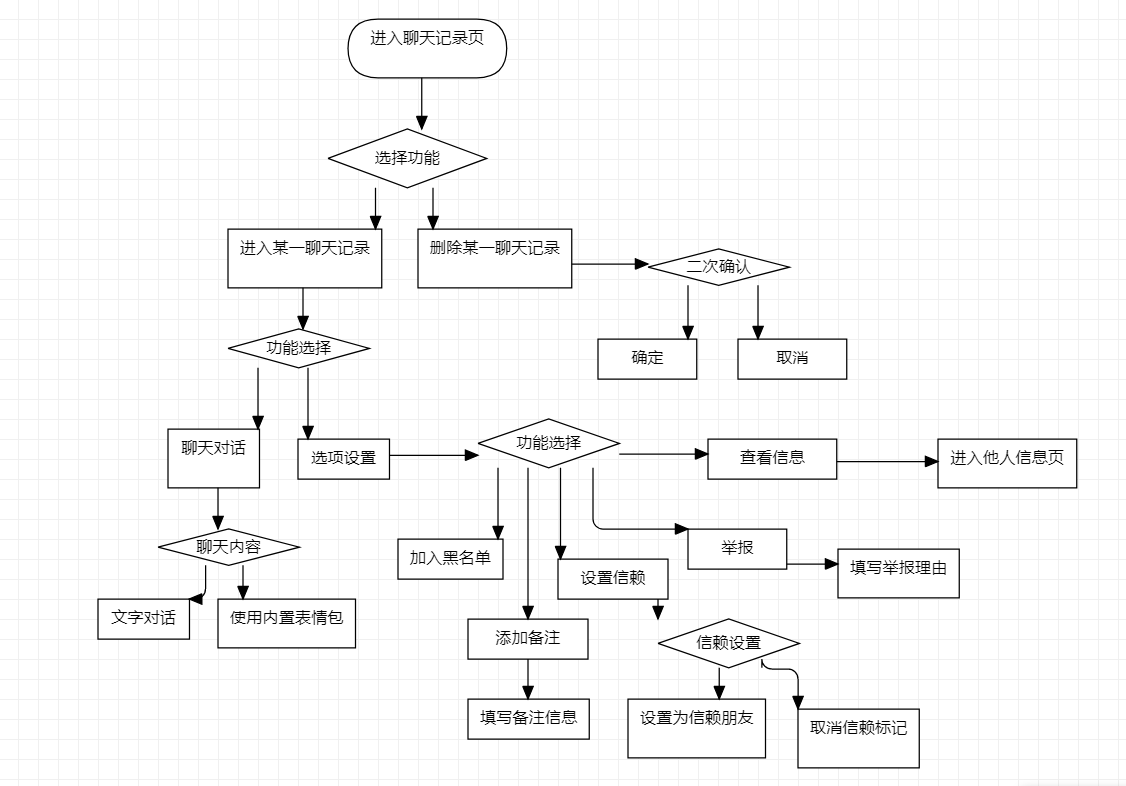 进入聊天记录页
选择功能
进入某一聊天记录
删除某一聊天记录
二次确认
功能选择
确定
取消
聊天对话
选项设置
功能选择
查看信息
进入他人信息页
聊天内容
加入黑名单
设置信赖
举报
填写举报理由
文字对话
使用内置表情包
添加备注
信赖设置
填写备注信息
设置为信赖朋友
取消信赖标记